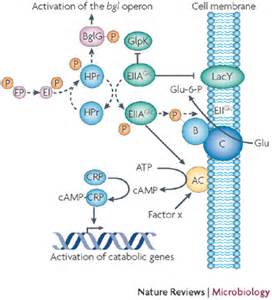 Activation of the bgl operon
Cell membrane
P
BglG
P
GlpK
P
HPr
EIIA
LacY
P
P
Glu-6-P
EP
EI
P
HPr
EIIA
P
P
EII
B
C
Glu
ATP
CRP
cAMP
AC
cAMP
CRP
Factor x
Activation of catabolic genes
Nature Reviews | Microbiology